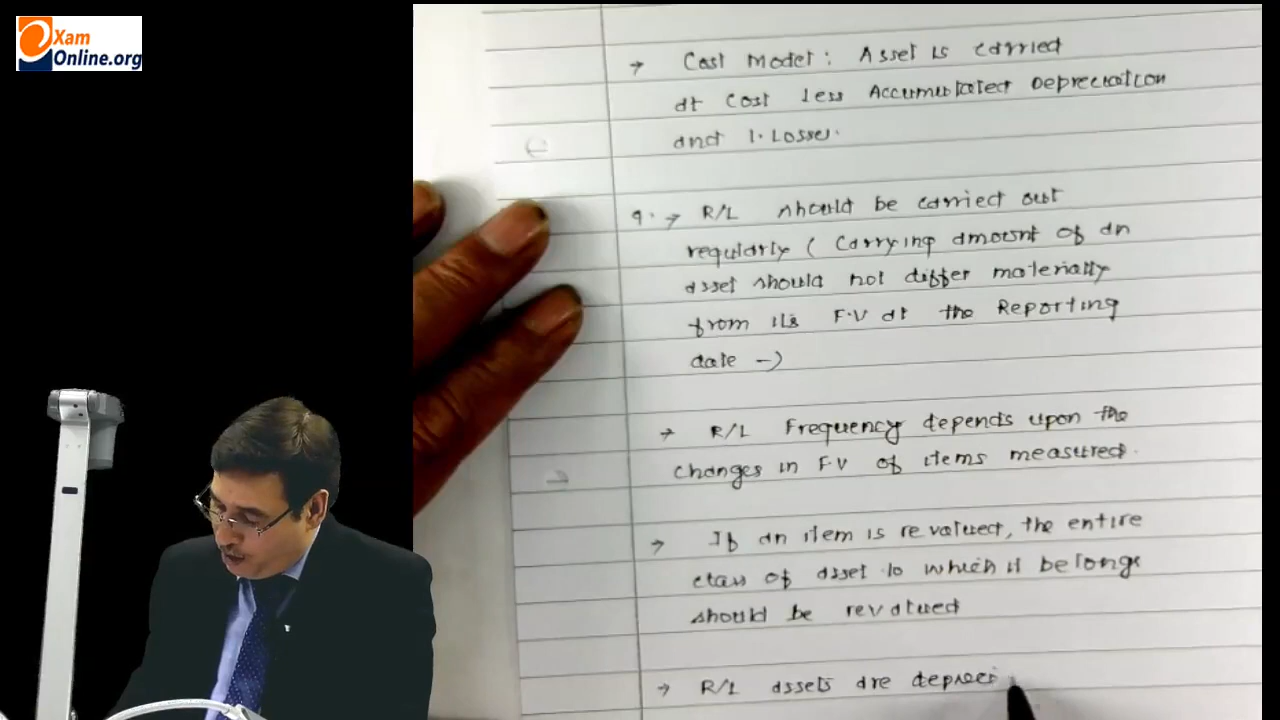 Xam
Online.org
→ Cost Model: Asset is carried
at cost less Accumulated Depreciation
and I. Losses.
9. → R/L should be carried out
regularly (Carrying amount of an
asset should not differ materially
from its F.V at the Reporting
date →)
→ R/L Frequency depends upon the
changes in F.V of items measured.
→ If an item is revalued, the entire
class of asset to which it belongs
should be revalued
→ R/L assets are depreci